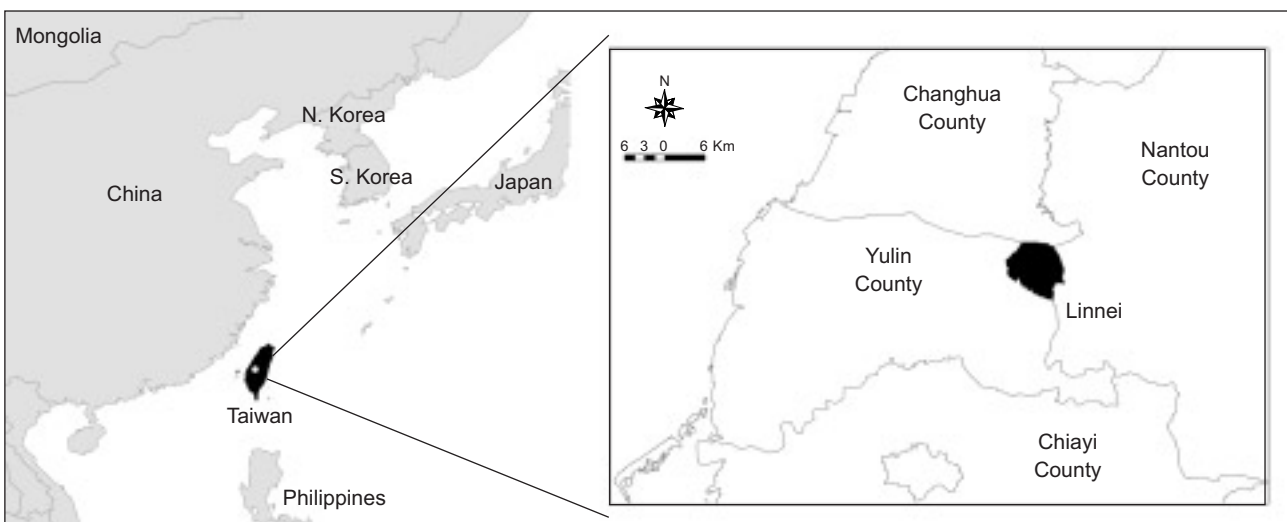 Mongolia
N. Korea
S. Korea
Japan
China
Taiwan
Philippines
N
6 3 0 6 Km
Changhua
County
Nantou
County
Yulin
County
Linnei
Chiayi
County